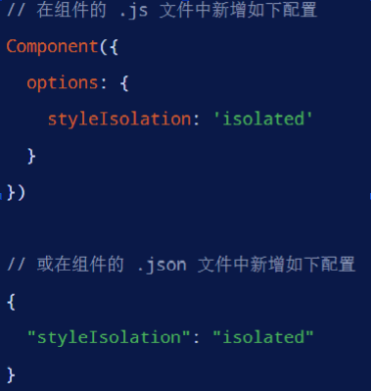 // 在组件的 .js 文件中新增如下配置
Component({
  options: {
    styleIsolation: 'isolated'
  }
})
// 或在组件的 .json 文件中新增如下配置
{
  "styleIsolation": "isolated"
}